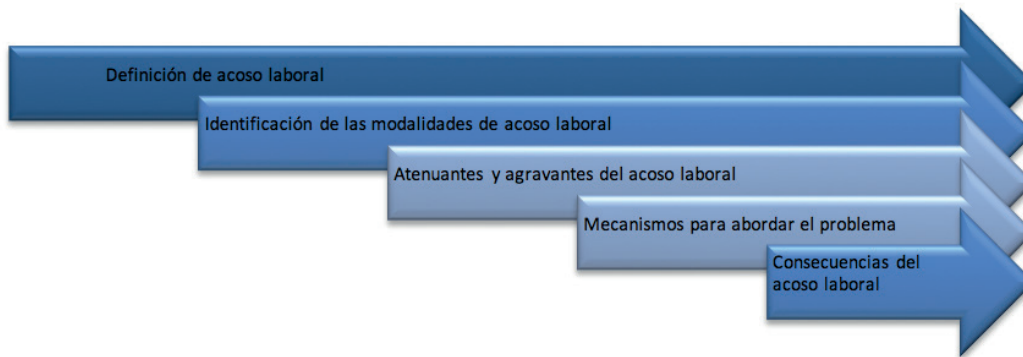 Definición de acoso laboral
Identificación de las modalidades de acoso laboral
Atenuantes y agravantes del acoso laboral
Mecanismos para abordar el problema
Consecuencias del
acoso laboral